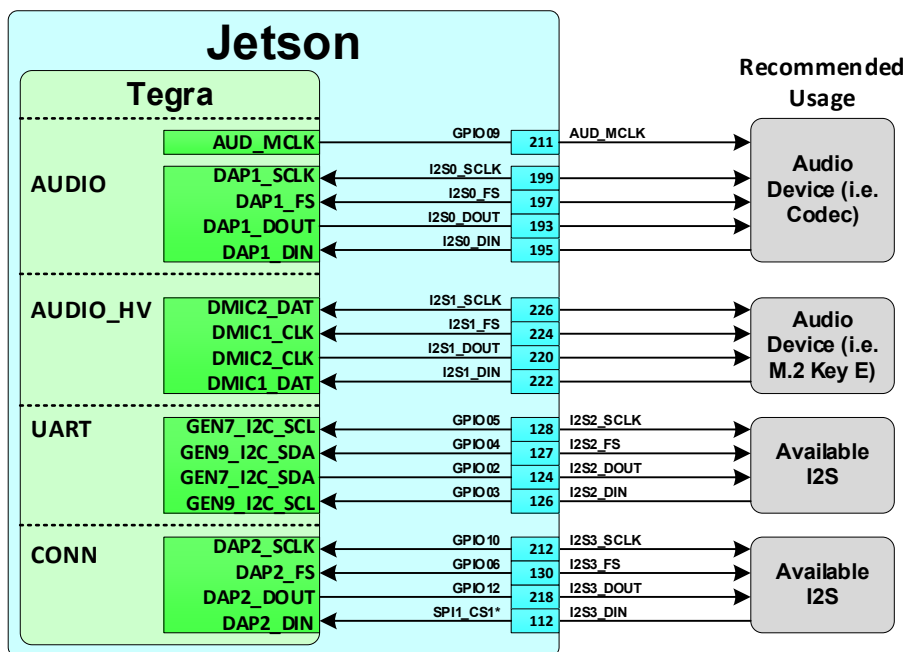 Jetson
Recommended
Usage
Tegra
AUD_MCLK GPIO09 211 AUD_MCLK
AUDIO
DAP1_SCLK I2S0_SCLK 199
DAP1_FS I2S0_FS 197
DAP1_DOUT I2S0_DOUT 193
DAP1_DIN I2S0_DIN 195
Audio
Device (i.e.
Codec)
AUDIO_HV
DMIC2_DAT I2S1_SCLK 226
DMIC1_CLK I2S1_FS 224
DMIC2_CLK I2S1_DOUT 220
DMIC1_DAT I2S1_DIN 222
Audio
Device (i.e.
M.2 Key E)
UART
GEN7_I2C_SCL GPIO05 128 I2S2_SCLK
GEN9_I2C_SDA GPIO04 127 I2S2_FS
GEN7_I2C_SDA GPIO02 124 I2S2_DOUT
GEN9_I2C_SCL GPIO03 126 I2S2_DIN
Available
I2S
CONN
DAP2_SCLK GPIO10 212 I2S3_SCLK
DAP2_FS GPIO06 130 I2S3_FS
DAP2_DOUT GPIO12 218 I2S3_DOUT
DAP2_DIN SPI1_CS1* 112 I2S3_DIN
Available
I2S